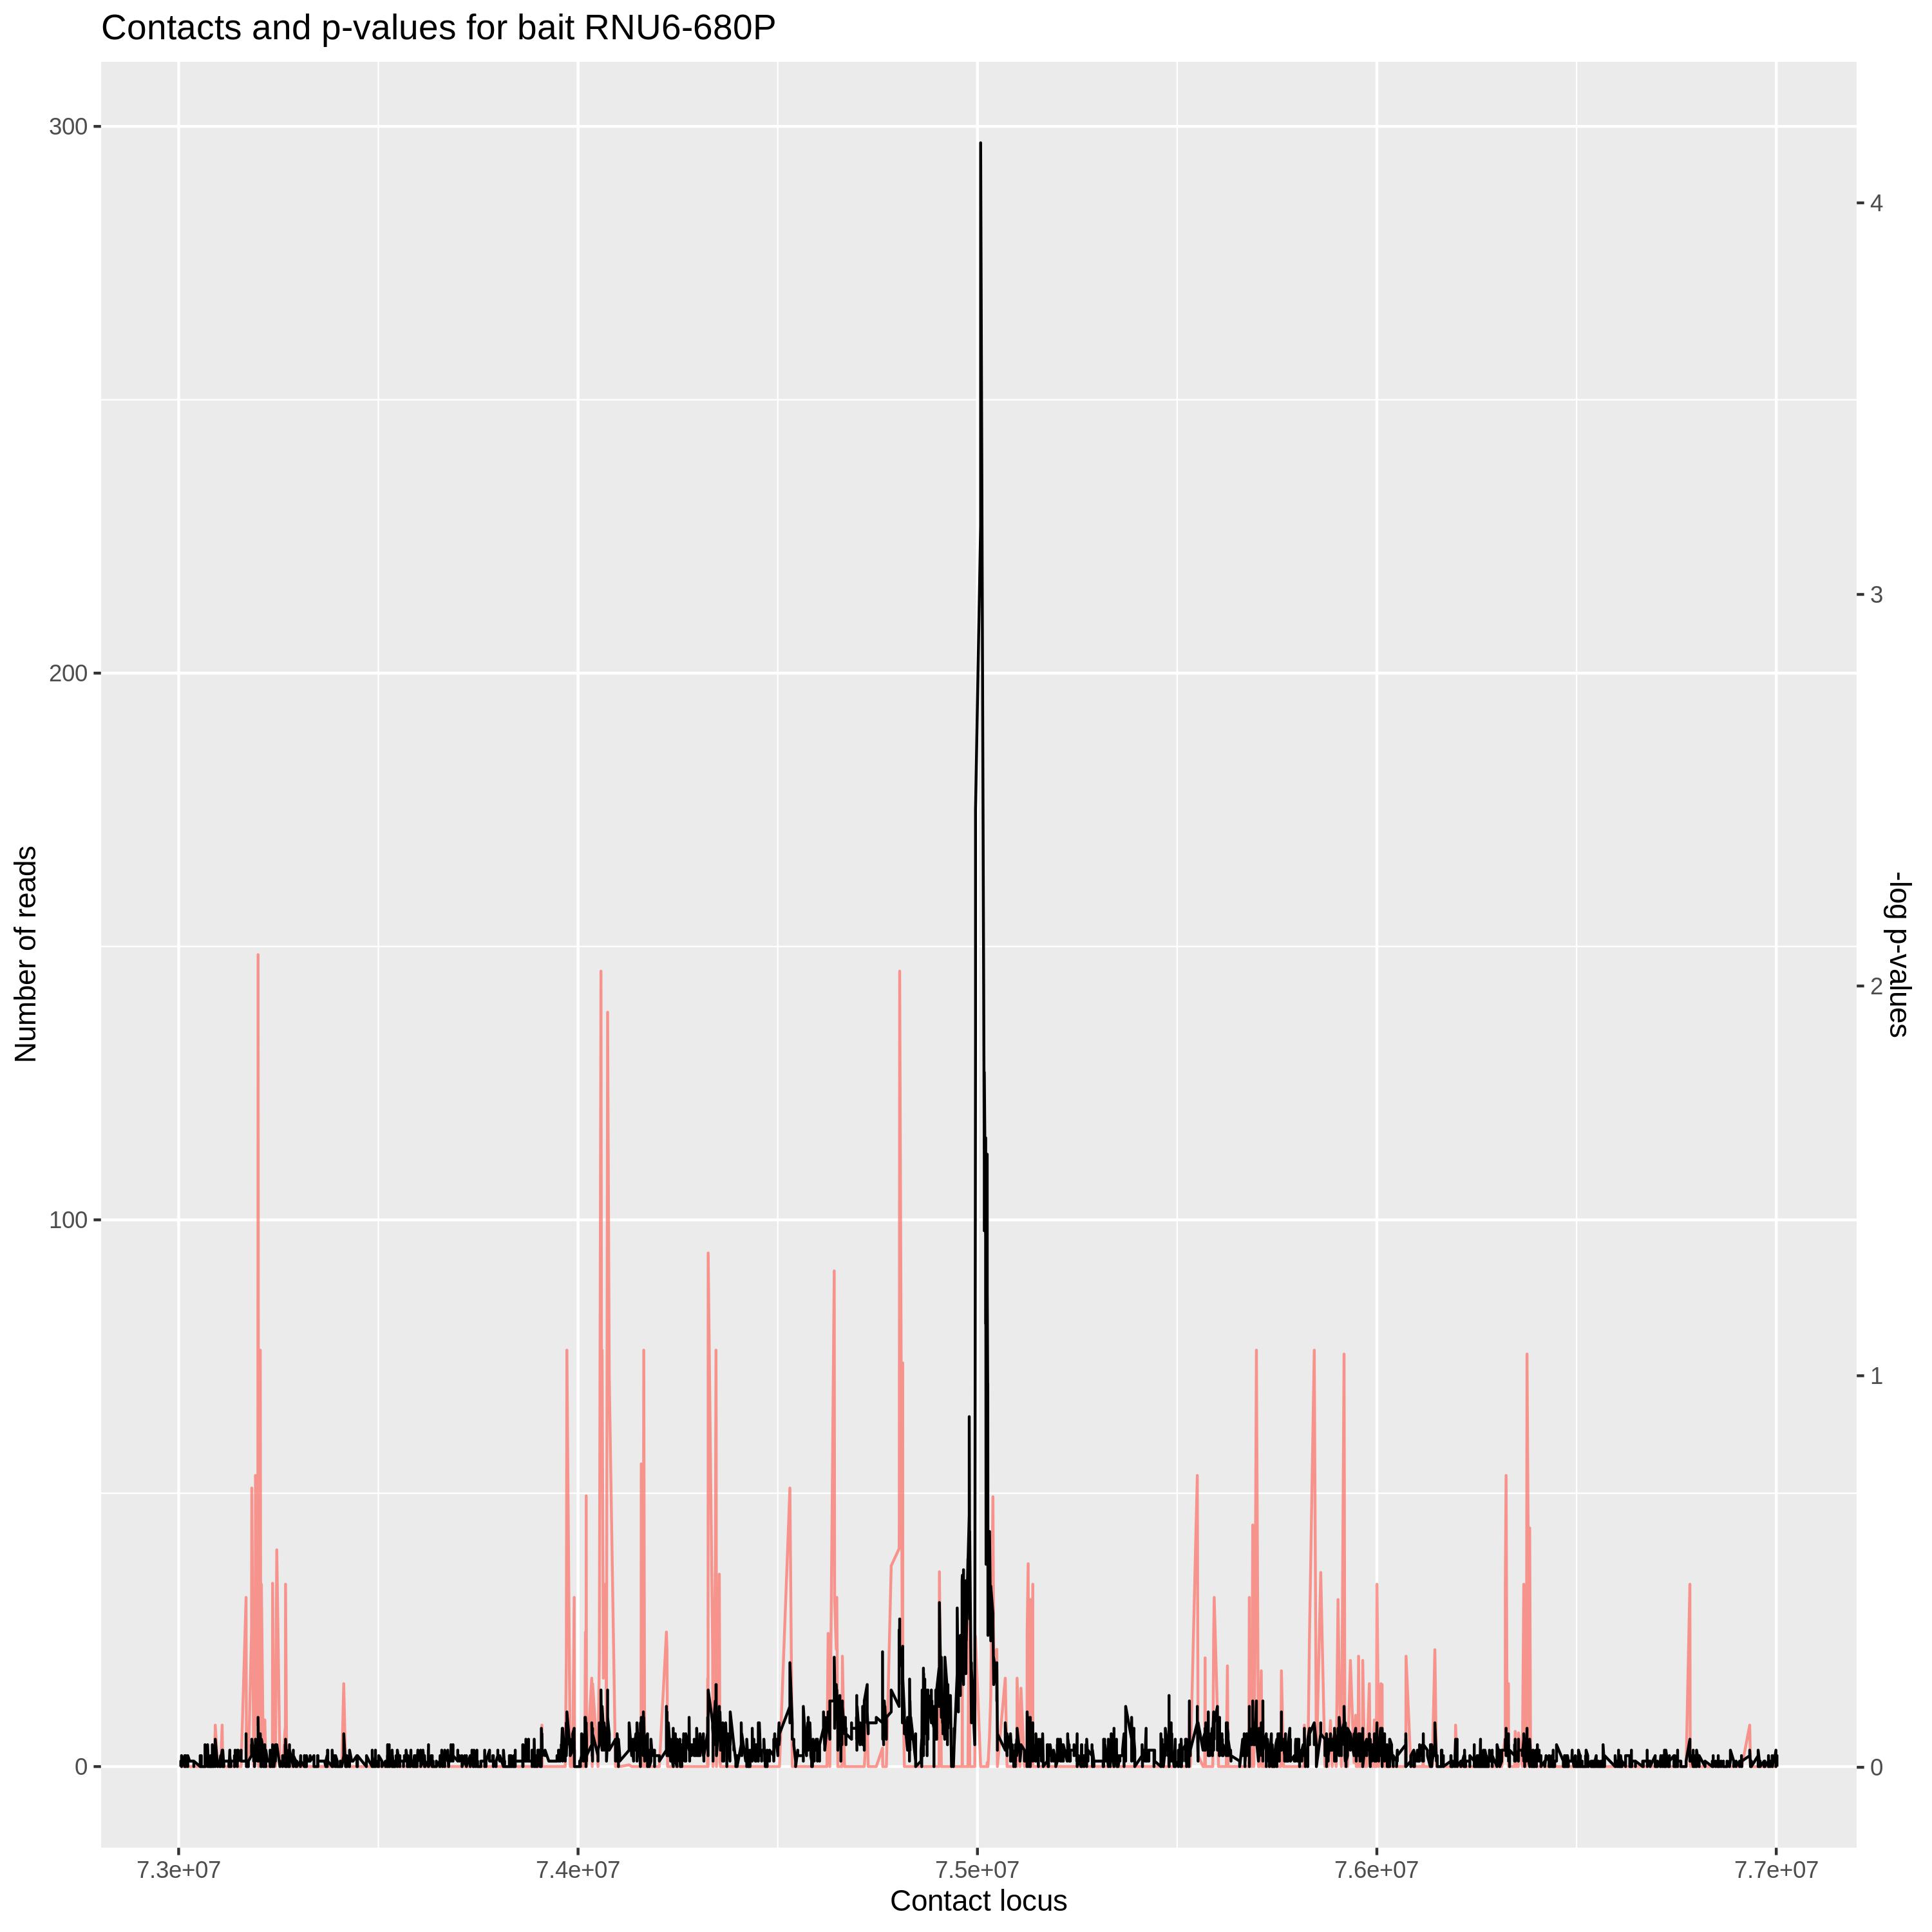 Contacts and p-values for bait RNU6-680P
300
200
100
0
Number of reads
4
3
2
1
0
-log p-values
7.3e+07
7.4e+07
7.5e+07
7.6e+07
7.7e+07
Contact locus